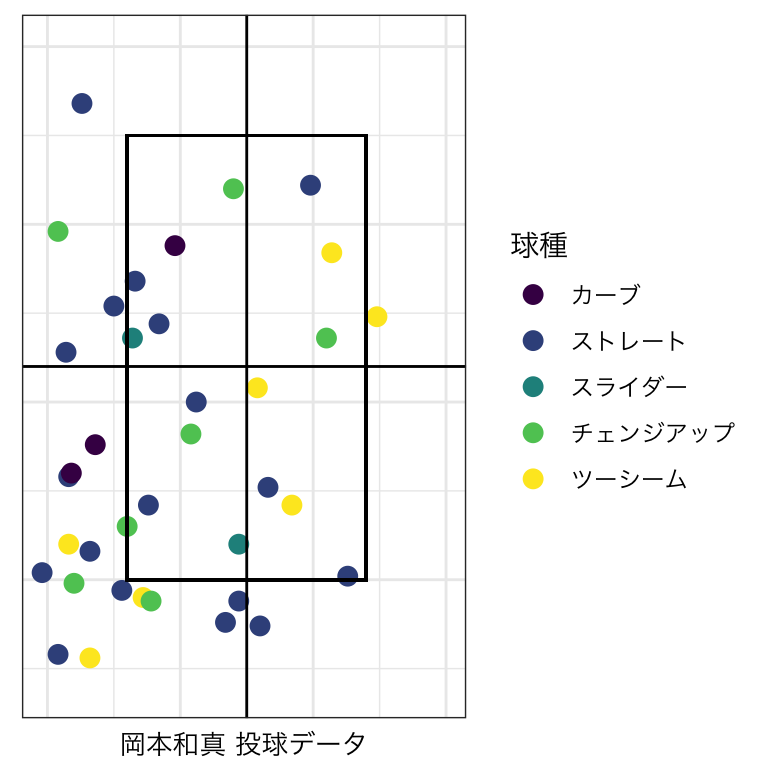 球種
カーブ
ストレート
スライダー
チェンジアップ
ツーシーム
岡本和真 投球データ